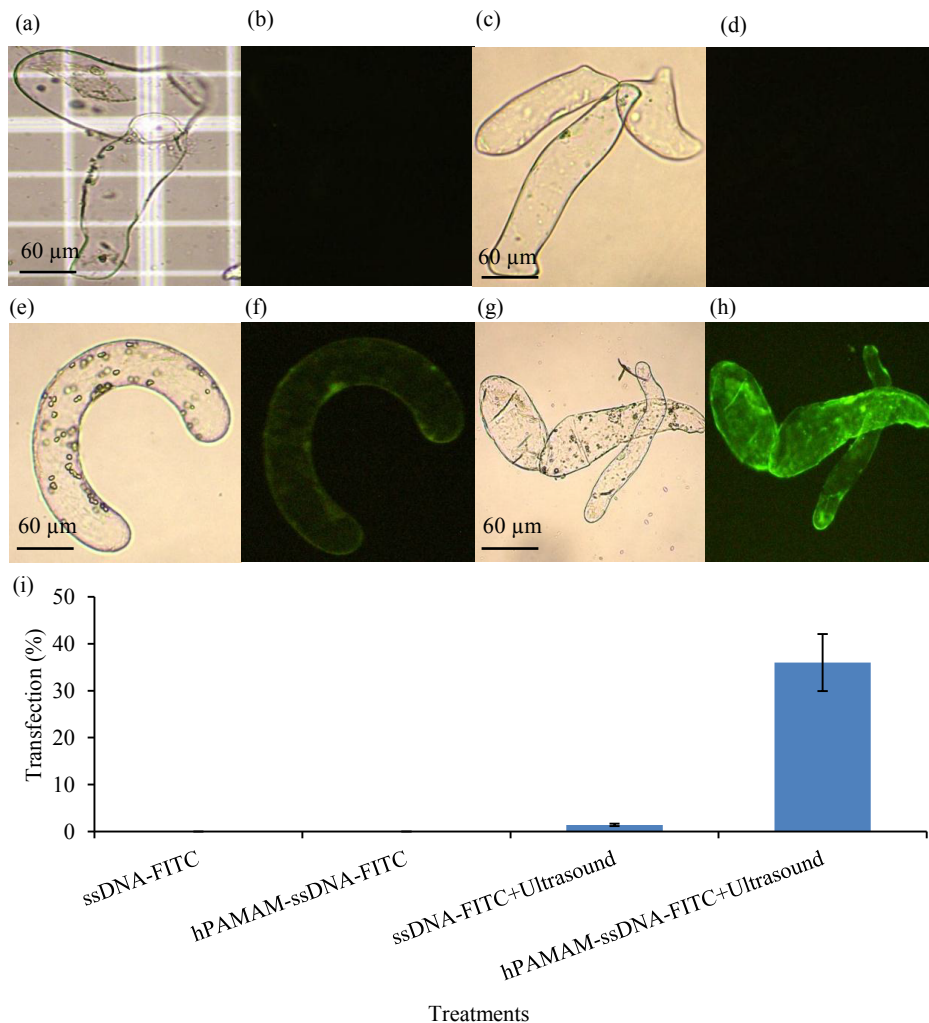 (a)
(b)
(c)
(d)
60 µm
60 µm
(e)
(f)
(g)
(h)
60 µm
60 µm
(i)
50
40
30
20
10
0
Transfection (%)
ssDNA-FITC
hPAMAM-ssDNA-FITC
ssDNA-FITC+Ultrasound
hPAMAM-ssDNA-FITC+Ultrasound
Treatments